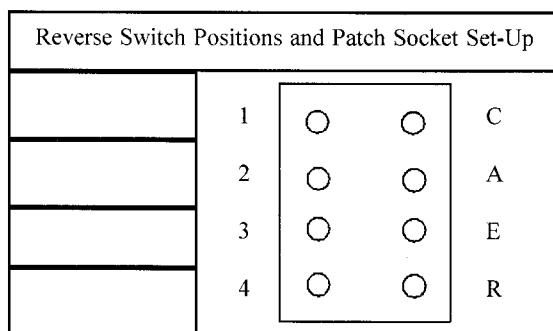 Reverse Switch Positions and Patch Socket Set-Up
1 C
2 A
3 E
4 R